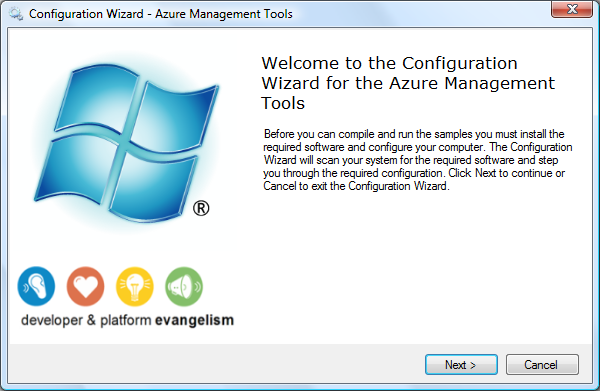 Configuration Wizard - Azure Management Tools
Welcome to the Configuration
Wizard for the Azure Management
Tools
Before you can compile and run the samples you must install the
required software and configure your computer. The Configuration
Wizard will scan your system for the required software and step
you through the required configuration. Click Next to continue or
Cancel to exit the Configuration Wizard.
®
developer & platform evangelism
Next >
Cancel